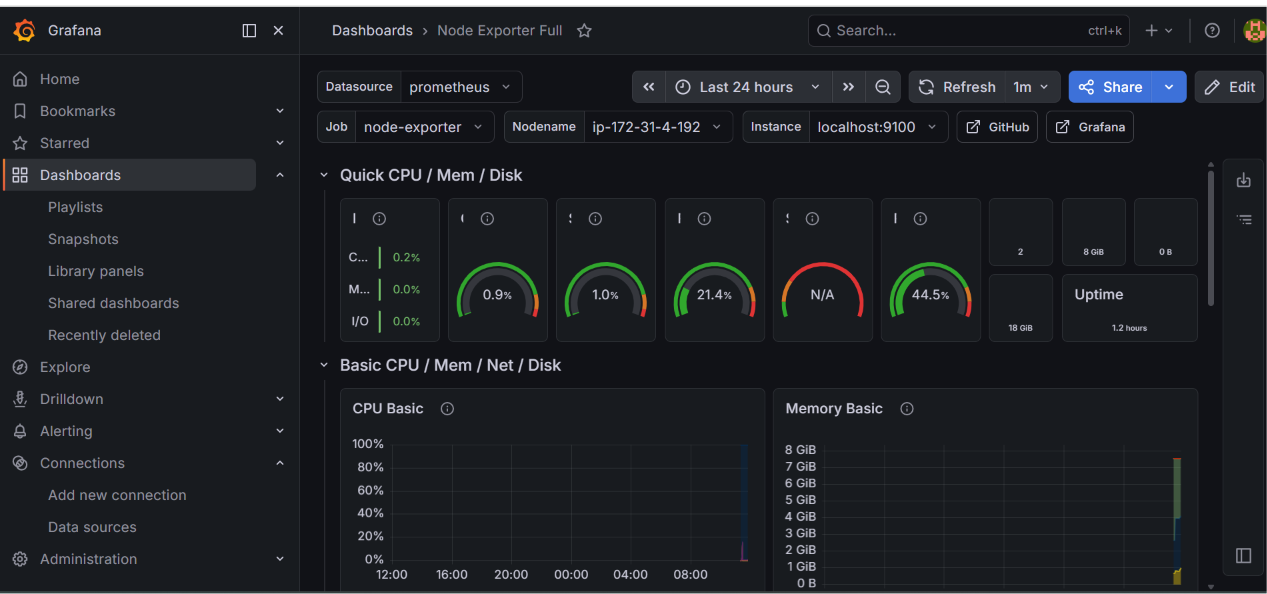 Grafana
Dashboards › Node Exporter Full
Search...
ctrl+k
Home
Bookmarks
Starred
Dashboards
Playlists
Snapshots
Library panels
Shared dashboards
Recently deleted
Explore
Drilldown
Alerting
Connections
Add new connection
Data sources
Administration
Datasource prometheus
Last 24 hours
Refresh 1m
Share
Edit
Job node-exporter
Nodename ip-172-31-4-192
Instance localhost:9100
GitHub
Grafana
Quick CPU / Mem / Disk
C... 0.2%
M... 0.0%
I/O 0.0%
0.9%
1.0%
21.4%
N/A
44.5%
2
8 GiB
0 B
18 GiB
Uptime
1.2 hours
Basic CPU / Mem / Net / Disk
CPU Basic
100%
80%
60%
40%
20%
0%
12:00 16:00 20:00 00:00 04:00 08:00
Memory Basic
8 GiB
7 GiB
6 GiB
5 GiB
4 GiB
3 GiB
2 GiB
1 GiB
0 B